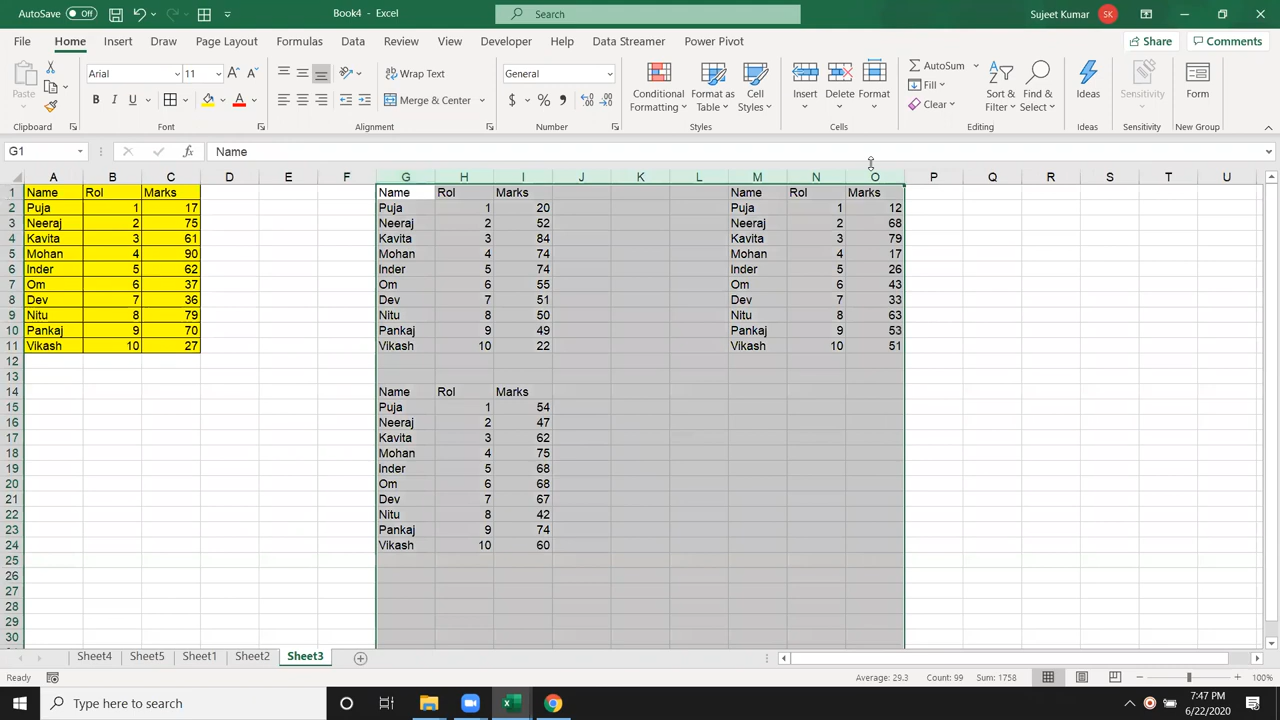 AutoSave Off Book4 - Excel Search Sujeet Kumar SK
File Home Insert Draw Page Layout Formulas Data Review View Developer Help Data Streamer Power Pivot Share Comments
Paste Arial 11 Wrap Text General Conditional Formatting Format as Table Cell Styles Insert Delete Format AutoSum Sort & Filter Find & Select Ideas Sensitivity Form
B I U Merge & Center $ % Fill
Clear
Clipboard Font Alignment Number Styles Cells Editing Ideas Sensitivity New Group
G1 fx Name
A B C D E F G H I J K L M N O P Q R S T U
1 Name Rol Marks Name Rol Marks Name Rol Marks
2 Puja 1 17 Puja 1 20 Puja 1 12
3 Neeraj 2 75 Neeraj 2 52 Neeraj 2 68
4 Kavita 3 61 Kavita 3 84 Kavita 3 79
5 Mohan 4 90 Mohan 4 74 Mohan 4 17
6 Inder 5 62 Inder 5 74 Inder 5 26
7 Om 6 37 Om 6 55 Om 6 43
8 Dev 7 36 Dev 7 51 Dev 7 33
9 Nitu 8 79 Nitu 8 50 Nitu 8 63
10 Pankaj 9 70 Pankaj 9 49 Pankaj 9 53
11 Vikash 10 27 Vikash 10 22 Vikash 10 51
12
13
14 Name Rol Marks
15 Puja 1 54
16 Neeraj 2 47
17 Kavita 3 62
18 Mohan 4 75
19 Inder 5 68
20 Om 6 68
21 Dev 7 67
22 Nitu 8 42
23 Pankaj 9 74
24 Vikash 10 60
25
26
27
28
29
30
Sheet4 Sheet5 Sheet1 Sheet2 Sheet3
Ready Average: 29.3 Count: 99 Sum: 1758 100%
Type here to search 7:47 PM
6/22/2020